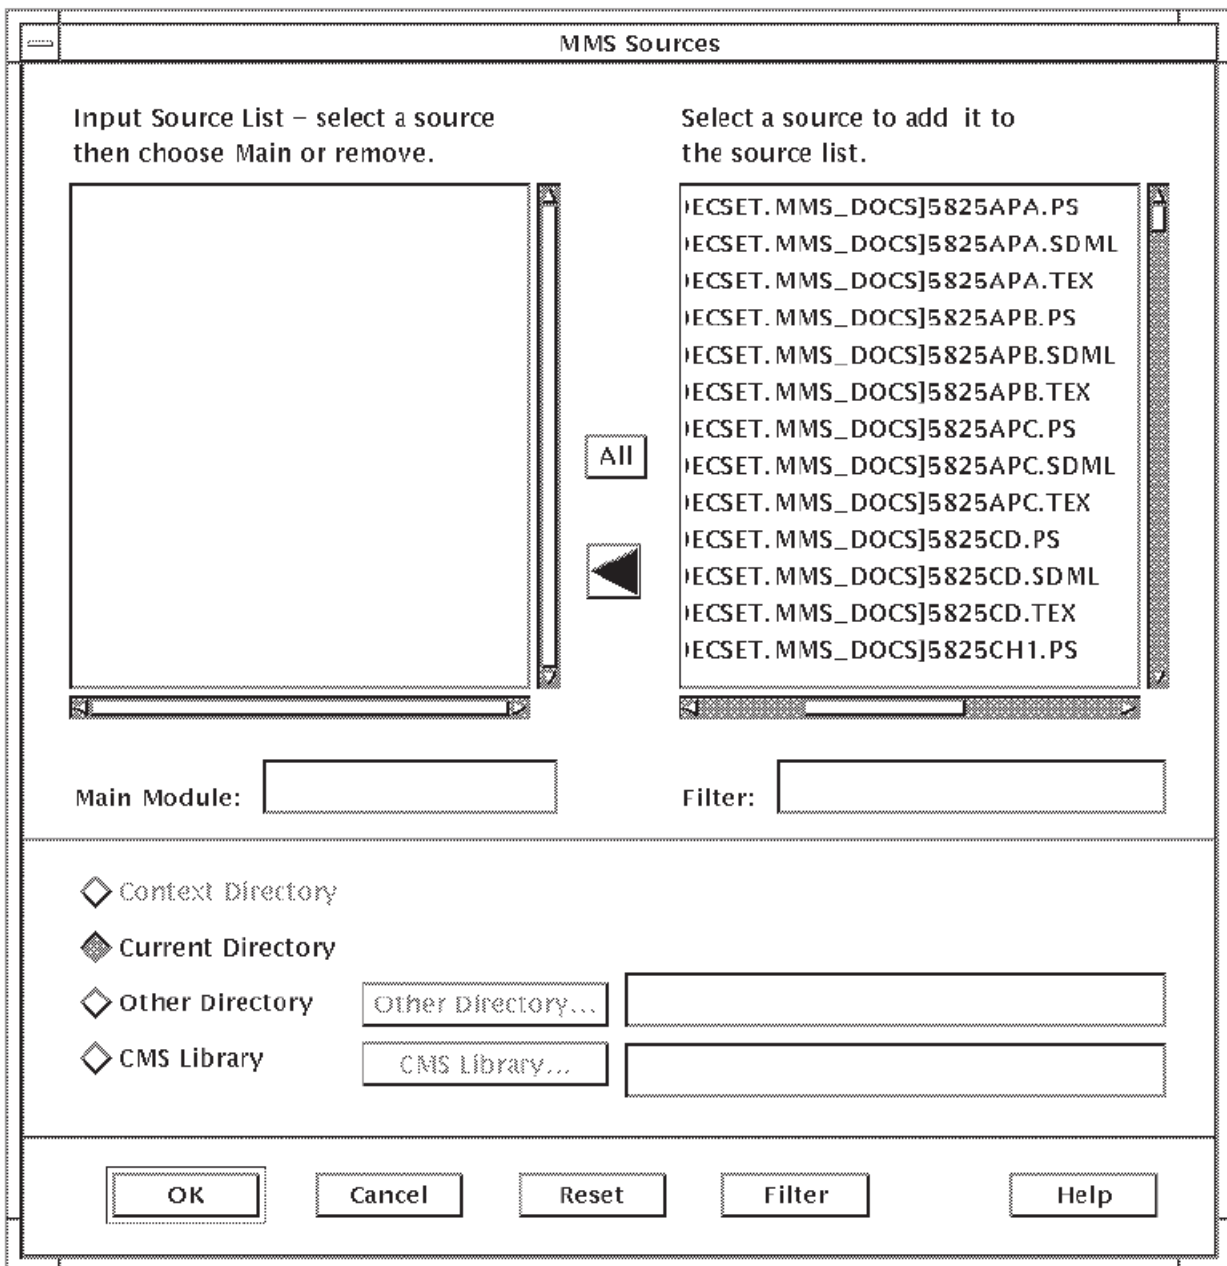 MMS Sources
Input Source List – select a source
then choose Main or remove.
Select a source to add it to
the source list.
ECSET.MMS_DOCS]5825APA.PS
ECSET.MMS_DOCS]5825APA.SDML
ECSET.MMS_DOCS]5825APA.TEX
ECSET.MMS_DOCS]5825APB.PS
ECSET.MMS_DOCS]5825APB.SDML
ECSET.MMS_DOCS]5825APB.TEX
ECSET.MMS_DOCS]5825APC.PS
ECSET.MMS_DOCS]5825APC.SDML
ECSET.MMS_DOCS]5825APC.TEX
ECSET.MMS_DOCS]5825CD.PS
ECSET.MMS_DOCS]5825CD.SDML
ECSET.MMS_DOCS]5825CD.TEX
ECSET.MMS_DOCS]5825CH1.PS
All
Main Module:
Filter:
Context Directory
Current Directory
Other Directory
Other Directory...
CMS Library
CMS Library...
OK
Cancel
Reset
Filter
Help